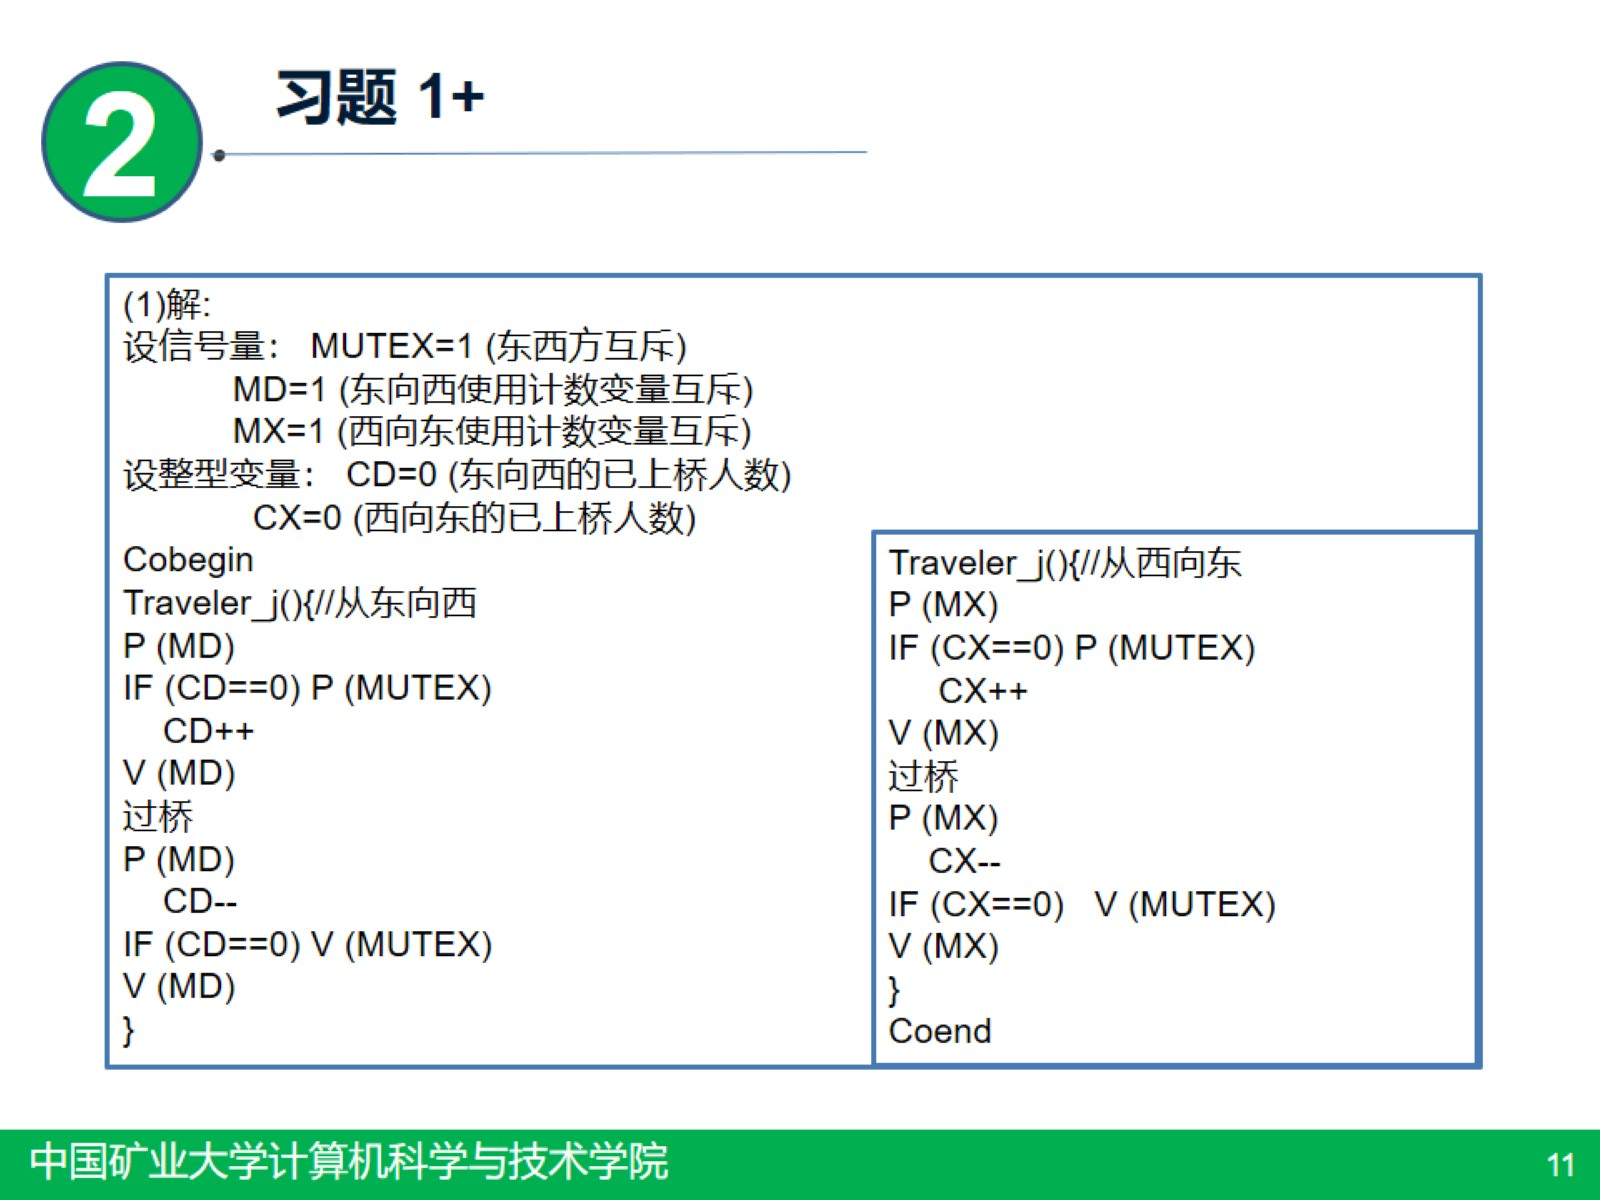 2
习题 1+
(1)解:
设信号量： MUTEX=1 (东西方互斥)
MD=1 (东向西使用计数变量互斥)
MX=1 (西向东使用计数变量互斥)
设整型变量： CD=0 (东向西的已上桥人数)
CX=0 (西向东的已上桥人数)
Cobegin
Traveler_j(){//从东向西
P (MD)
IF (CD==0) P (MUTEX)
CD++
V (MD)
过桥
P (MD)
CD--
IF (CD==0) V (MUTEX)
V (MD)
}
Traveler_j(){//从西向东
P (MX)
IF (CX==0) P (MUTEX)
CX++
V (MX)
过桥
P (MX)
CX--
IF (CX==0) V (MUTEX)
V (MX)
}
Coend
中国矿业大学计算机科学与技术学院
11